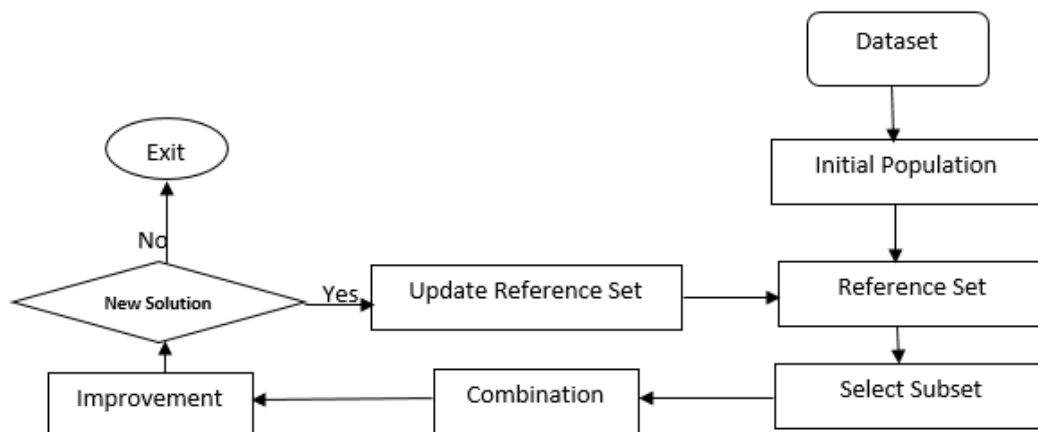 Dataset
Exit
Initial Population
No
New Solution
Yes
Update Reference Set
Reference Set
Improvement
Combination
Select Subset